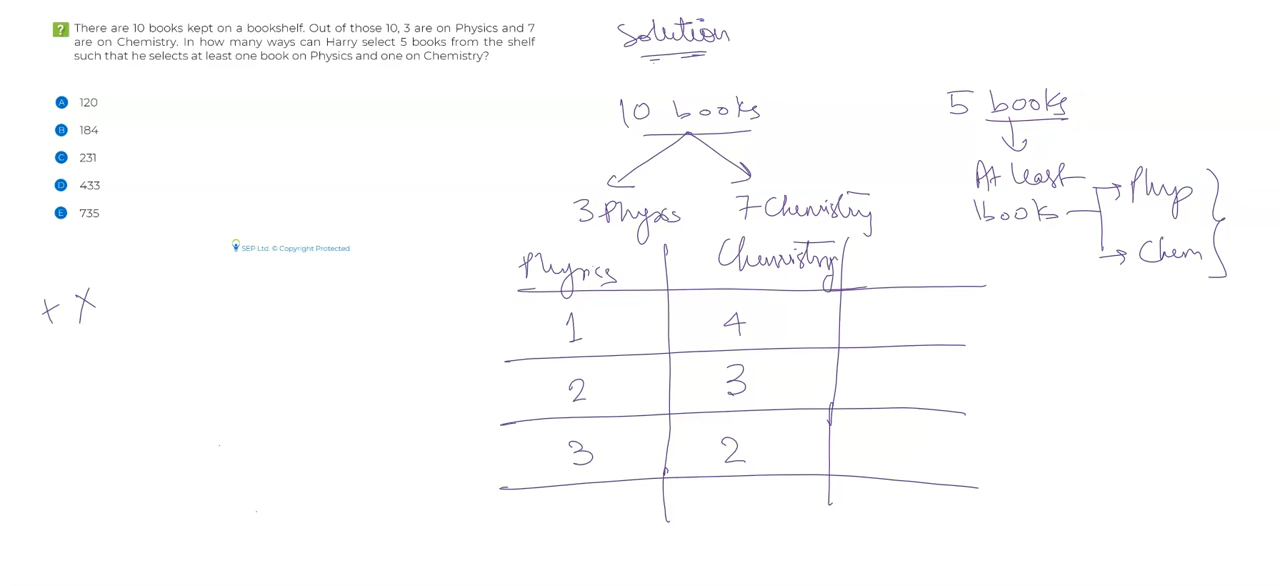 ? There are 10 books kept on a bookshelf. Out of those 10, 3 are on Physics and 7
are on Chemistry. In how many ways can Harry select 5 books from the shelf
such that he selects at least one book on Physics and one on Chemistry?
A 120
B 184
C 231
D 433
E 735
SEP Ltd. © Copyright Protected
+ X
Solution
10 books
3 Physics 7 Chemistry
5 books
At least
1 books
Phy
Chem
Physics Chemistry
1 4
2 3
3 2